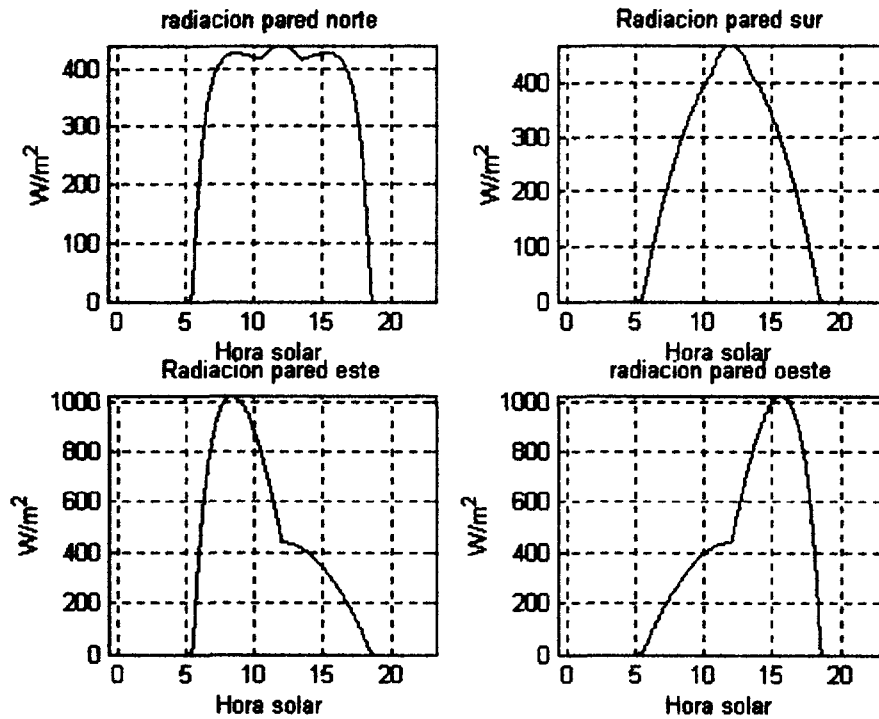 radiacion pared norte
W/m²
400
300
200
100
0
0 5 10 15 20
Hora solar
Radiacion pared sur
W/m²
400
300
200
100
0
0 5 10 15 20
Hora solar
Radiacion pared este
W/m²
1000
800
600
400
200
0
0 5 10 15 20
Hora solar
radiacion pared oeste
W/m²
1000
800
600
400
200
0
0 5 10 15 20
Hora solar